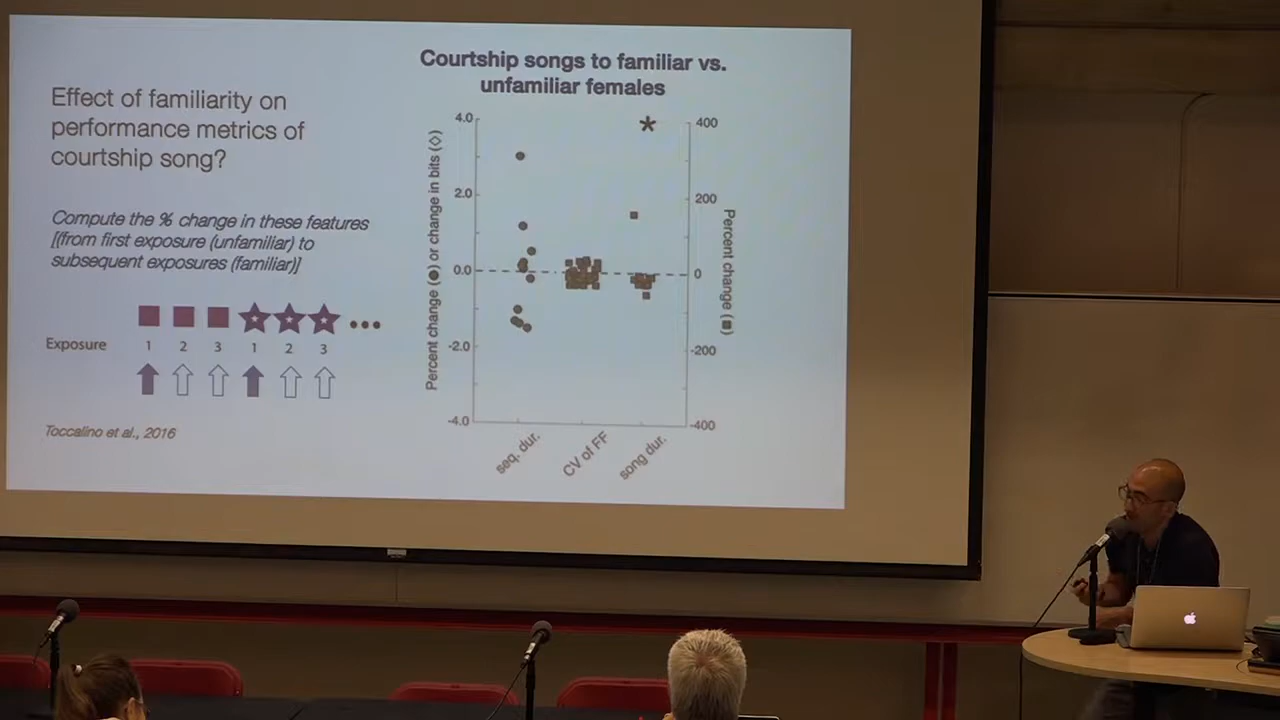 Effect of familiarity on
performance metrics of
courtship song?
Compute the % change in these features
[(from first exposure (unfamiliar) to
subsequent exposures (familiar)]
Exposure 1 2 3 1 2 3
Toccalino et al., 2016
Courtship songs to familiar vs.
unfamiliar females
Percent change (●) or change in bits (◇)
4.0
2.0
0.0
-2.0
-4.0
*
400
200
0
-200
-400
Percent change (■)
seq. dur.
CV of FF
song dur.